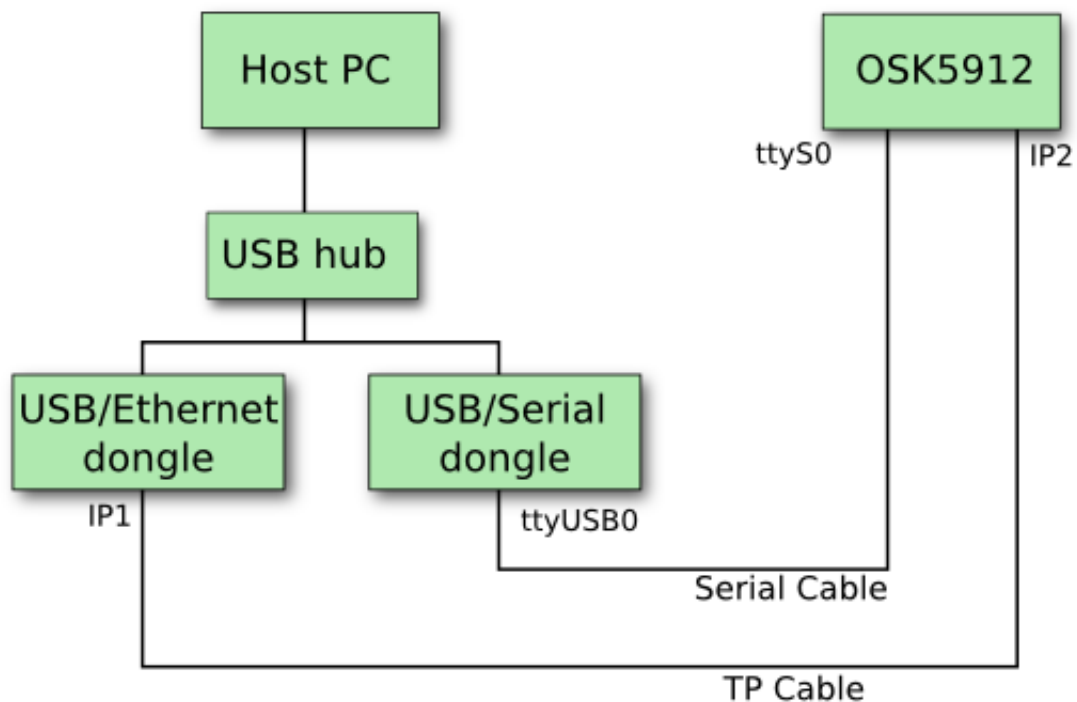 Host PC
OSK5912
ttyS0
IP2
USB hub
USB/Ethernet
dongle
USB/Serial
dongle
IP1
ttyUSB0
Serial Cable
TP Cable